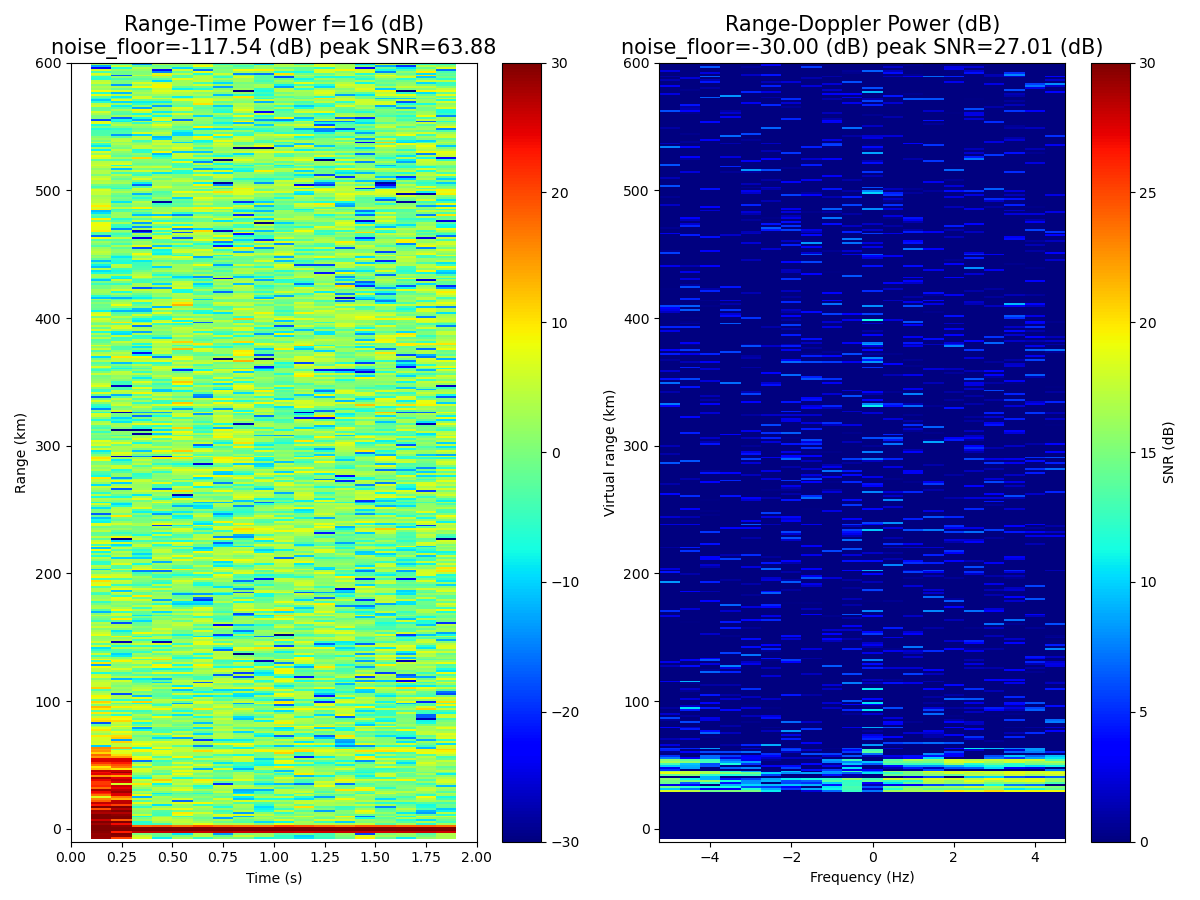 Range-Time Power f=16 (dB)
noise_floor=-117.54 (dB) peak SNR=63.88
600
500
400
300
200
100
0
Range (km)
0.00 0.25 0.50 0.75 1.00 1.25 1.50 1.75 2.00
Time (s)
30
20
10
0
−10
−20
−30
Range-Doppler Power (dB)
noise_floor=-30.00 (dB) peak SNR=27.01 (dB)
600
500
400
300
200
100
0
Virtual range (km)
−4 −2 0 2 4
Frequency (Hz)
30
25
20
15
10
5
0
SNR (dB)